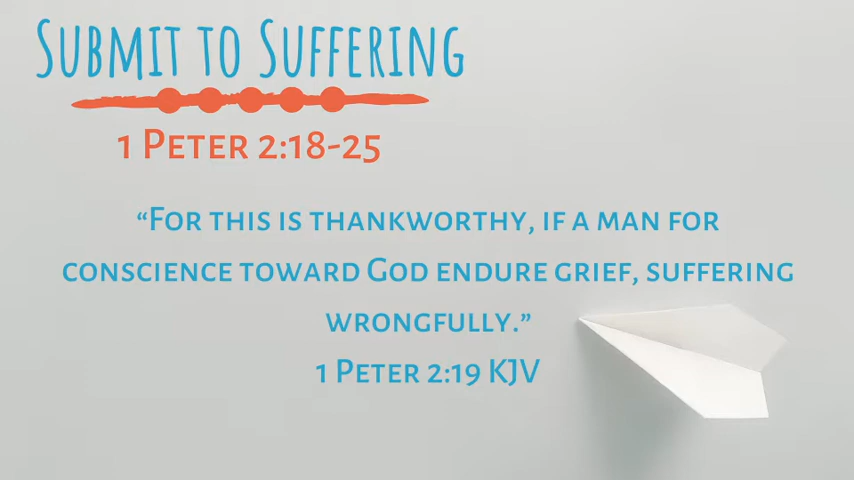 Submit to Suffering
1 Peter 2:18-25
“For this is thankworthy, if a man for
conscience toward God endure grief, suffering
wrongfully.”
1 Peter 2:19 KJV